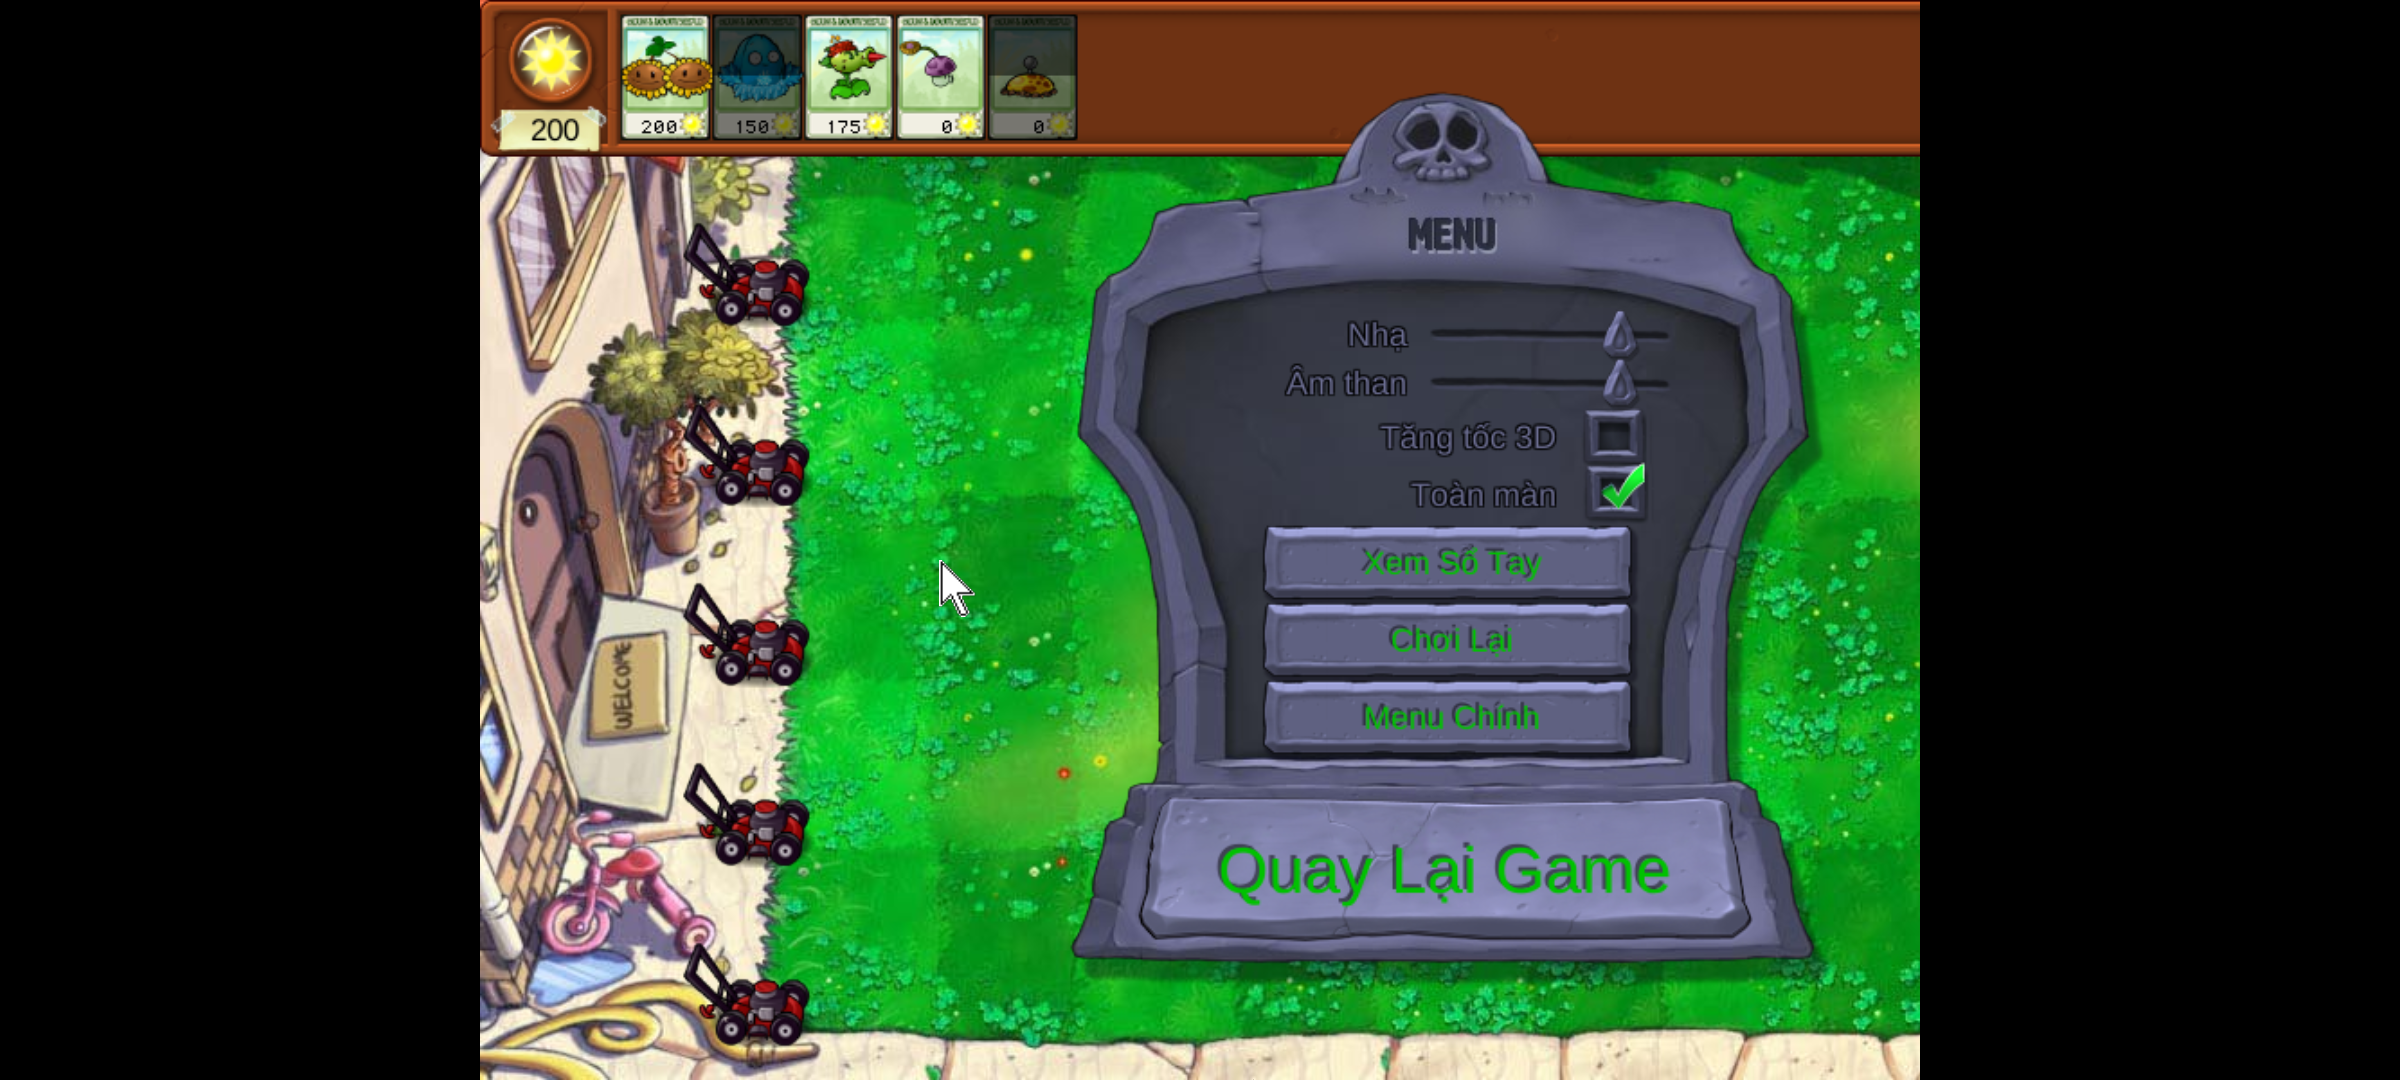 200
200
150
175
0
0
MENU
Nhạ
Âm than
Tăng tốc 3D
Toàn màn
Xem Sổ Tay
Chơi Lại
Menu Chính
WELCOME
Quay Lại Game